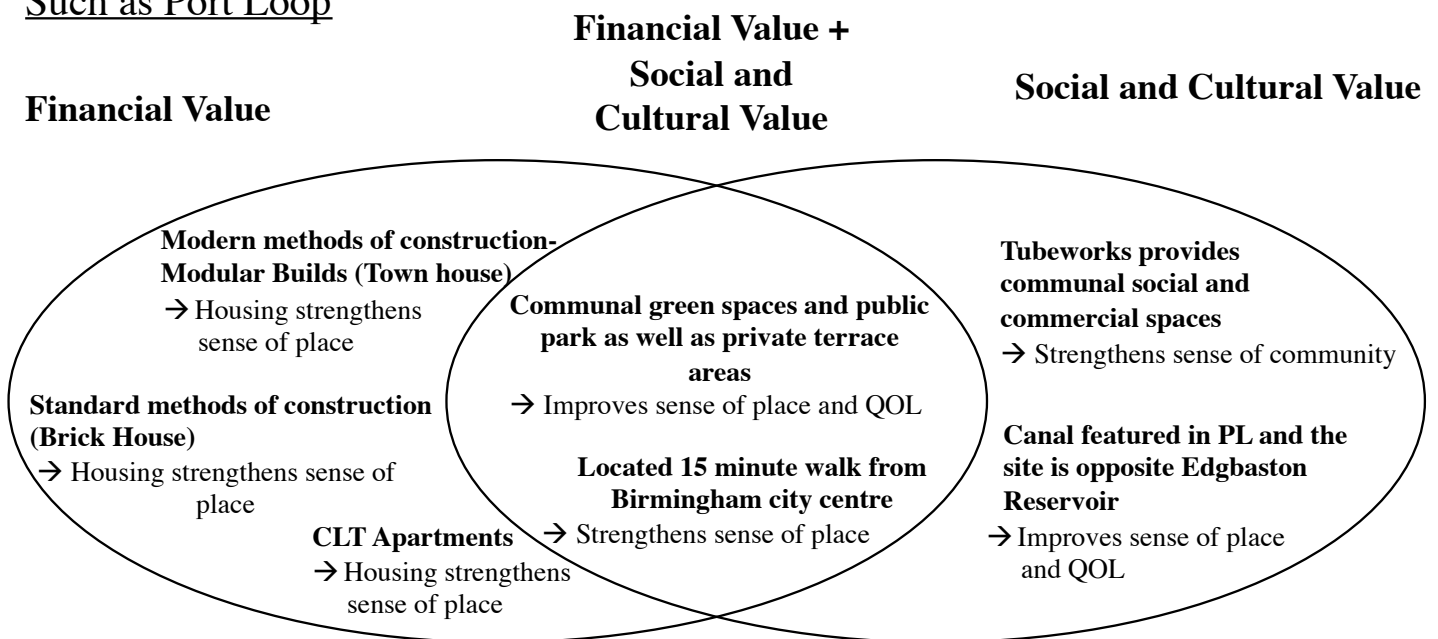 Such as Port Loop
Financial Value +
Social and
Cultural Value
Financial Value
Social and Cultural Value
Modern methods of construction-
Modular Builds (Town house)
→ Housing strengthens
sense of place
Standard methods of construction
(Brick House)
→ Housing strengthens sense of
place
CLT Apartments
→ Housing strengthens
sense of place
Communal green spaces and public
park as well as private terrace
areas
→ Improves sense of place and QOL
Located 15 minute walk from
Birmingham city centre
→ Strengthens sense of place
Tubeworks provides
communal social and
commercial spaces
→ Strengthens sense of community
Canal featured in PL and the
site is opposite Edgbaston
Reservoir
→ Improves sense of place
and QOL